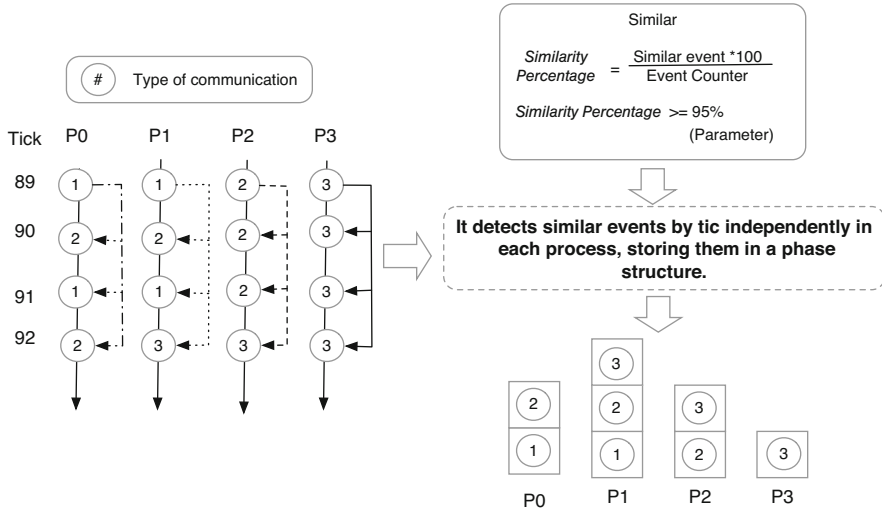 # Type of communication
Tick P0 P1 P2 P3
89 1 1 2 3
90 2 2 2 3
91 1 1 2 3
92 2 3 3 3
Similar
Similarity Percentage = Similar event *100
Event Counter
Similarity Percentage >= 95%
(Parameter)
It detects similar events by tic independently in
each process, storing them in a phase
structure.
3
2 2 3
1 1 2 3
P0 P1 P2 P3